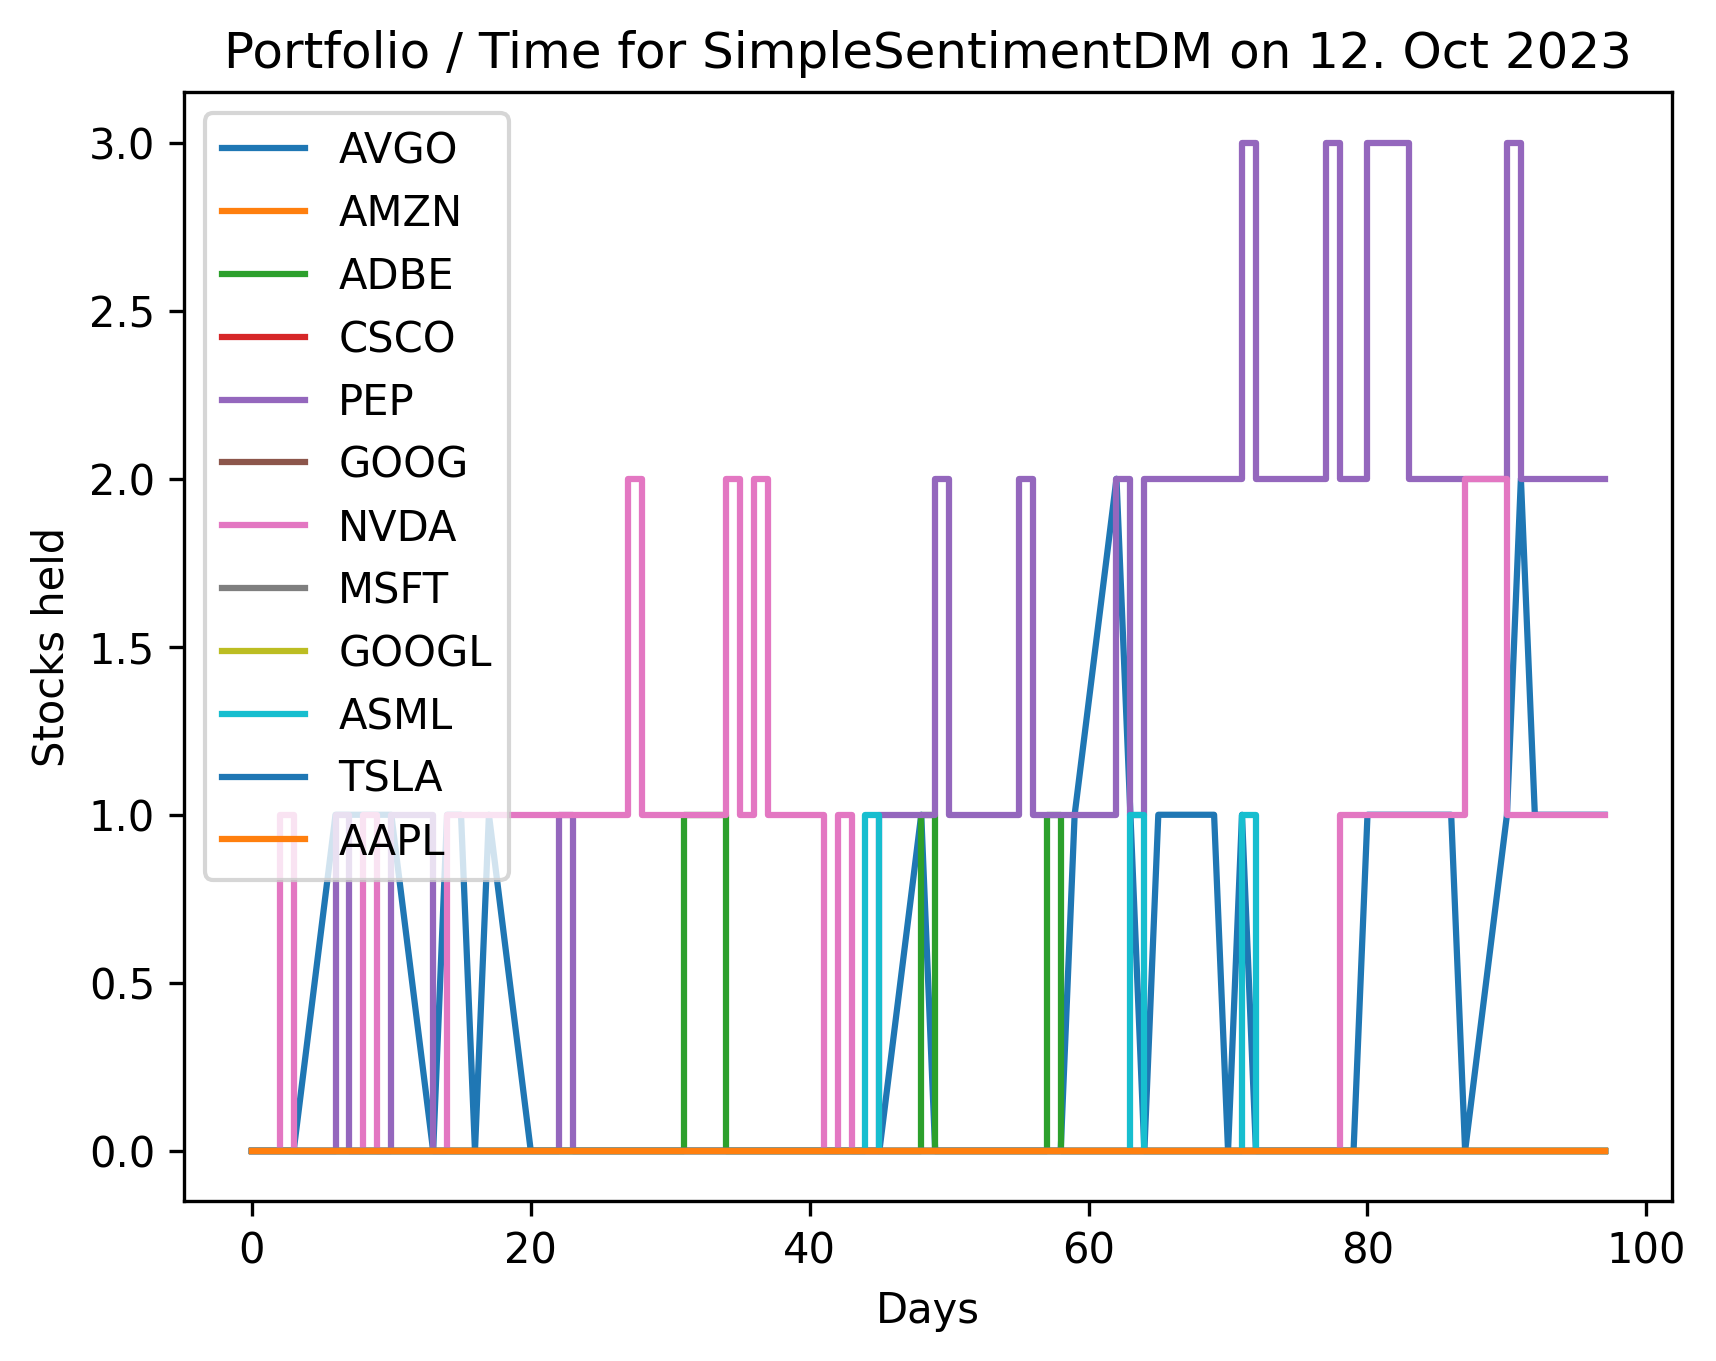 Portfolio / Time for SimpleSentimentDM on 12. Oct 2023
3.0
2.5
2.0
1.5
1.0
0.5
0.0
Stocks held
AVGO
AMZN
ADBE
CSCO
PEP
GOOG
NVDA
MSFT
GOOGL
ASML
TSLA
AAPL
0 20 40 60 80 100
Days